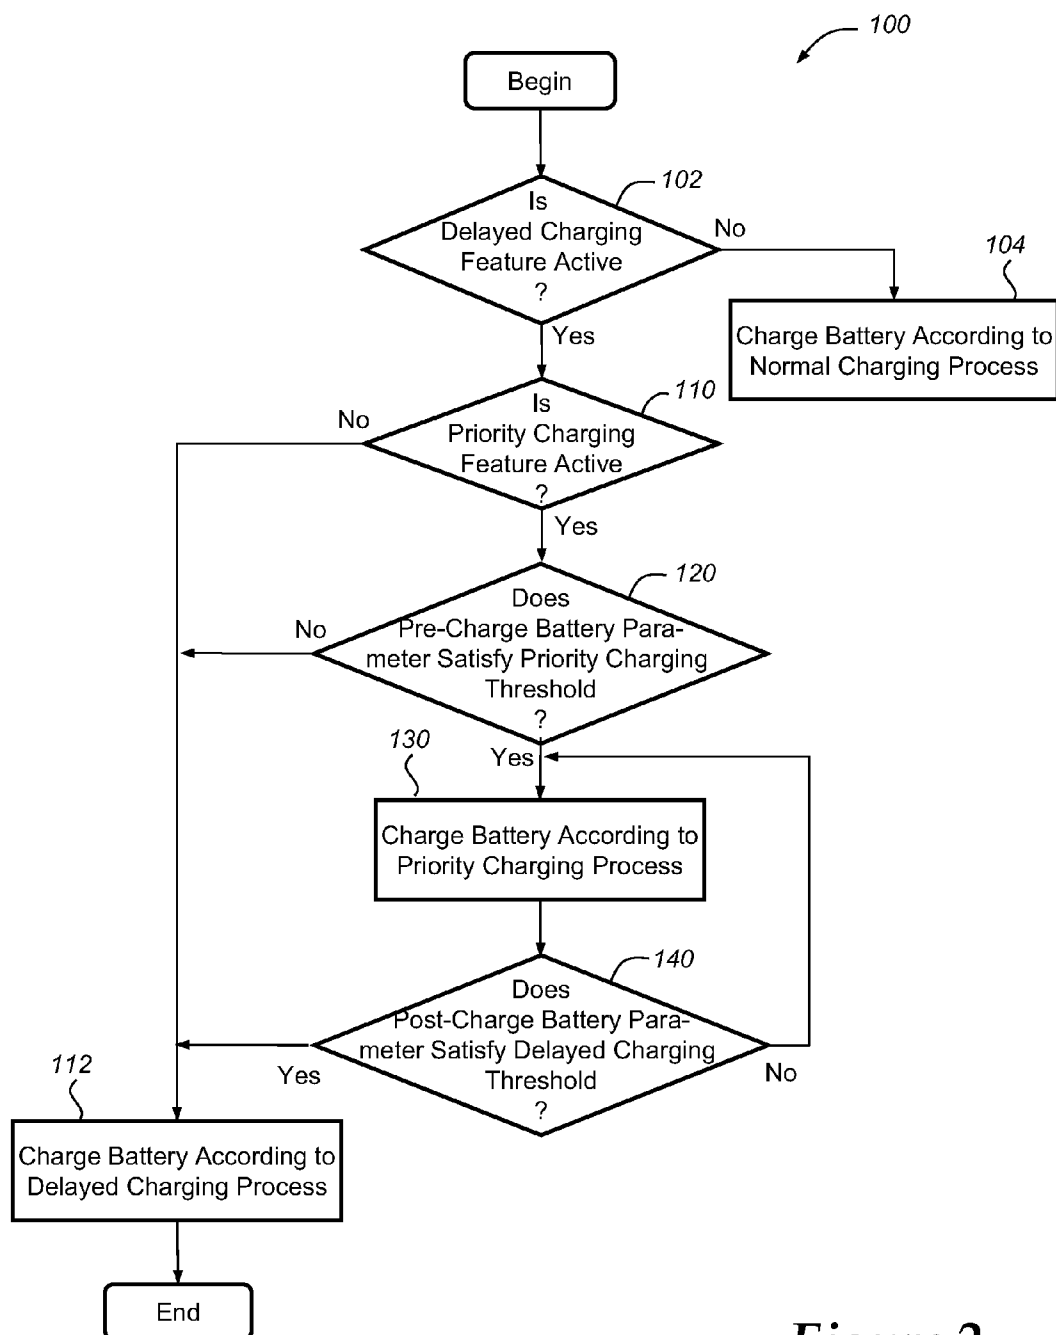 100
Begin
102
Is
Delayed Charging
Feature Active
?
No
Yes
104
Charge Battery According to
Normal Charging Process
110
Is
Priority Charging
Feature Active
?
No
Yes
120
Does
Pre-Charge Battery Para-
meter Satisfy Priority Charging
Threshold
?
No
Yes
130
Charge Battery According to
Priority Charging Process
140
Does
Post-Charge Battery Para-
meter Satisfy Delayed Charging
Threshold
?
Yes
No
112
Charge Battery According to
Delayed Charging Process
End
Figure 2